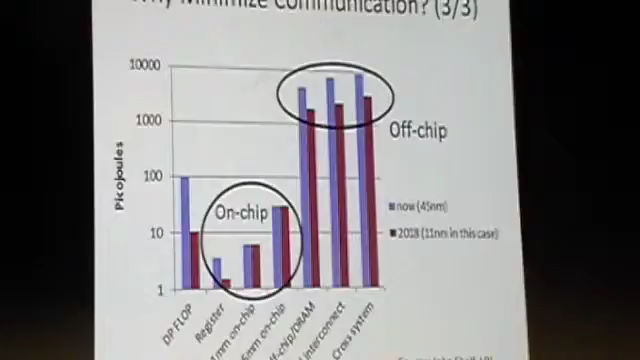 Why Minimize Communication? (3/3)
10000
1000
100
10
1
Picojoules
On-chip
Off-chip
now (45nm)
2018 (11nm in this case)
DP FLOP
Register
1mm on-chip
5mm on-chip
Off-chip/DRAM
interconnect
Cross system